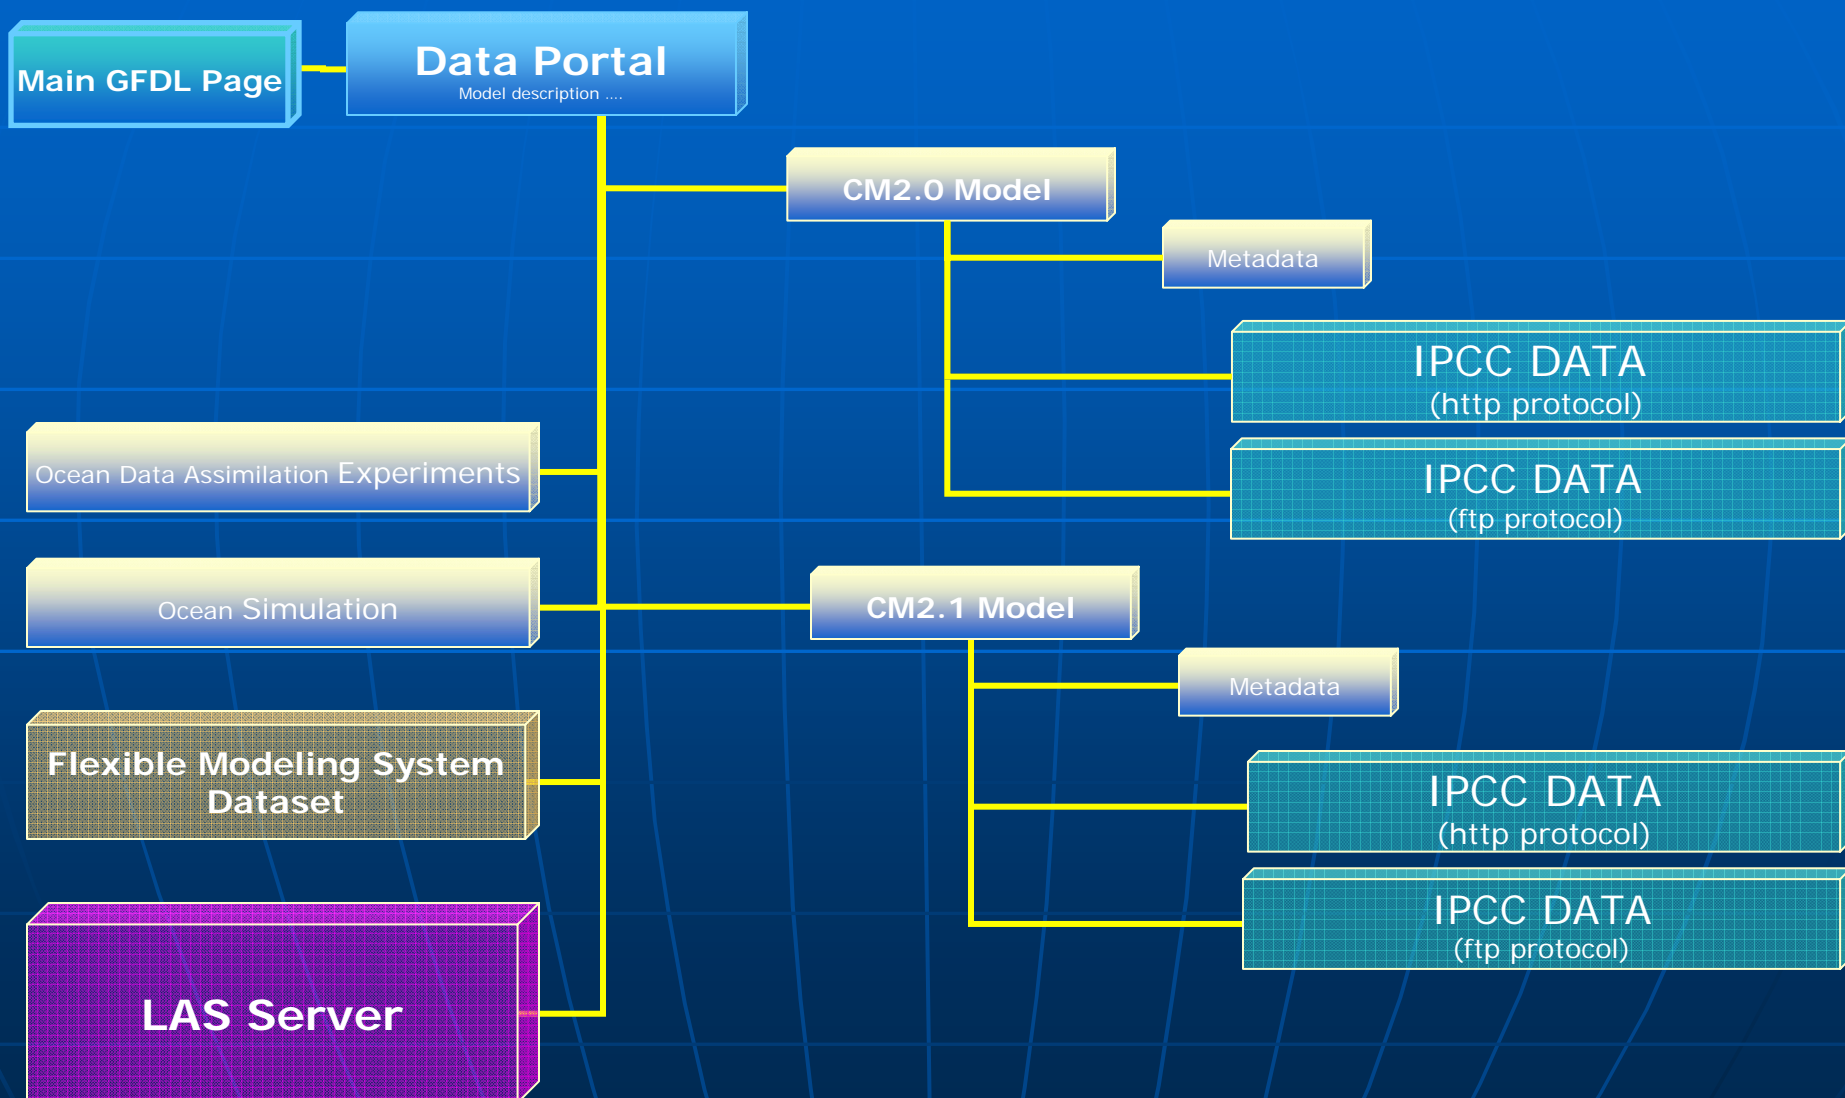 Main GFDL Page
Data Portal
Model description ....
CM2.0 Model
Metadata
IPCC DATA
(http protocol)
IPCC DATA
(ftp protocol)
Ocean Data Assimilation Experiments
Ocean Simulation
CM2.1 Model
Metadata
Flexible Modeling System
Dataset
IPCC DATA
(http protocol)
IPCC DATA
(ftp protocol)
LAS Server